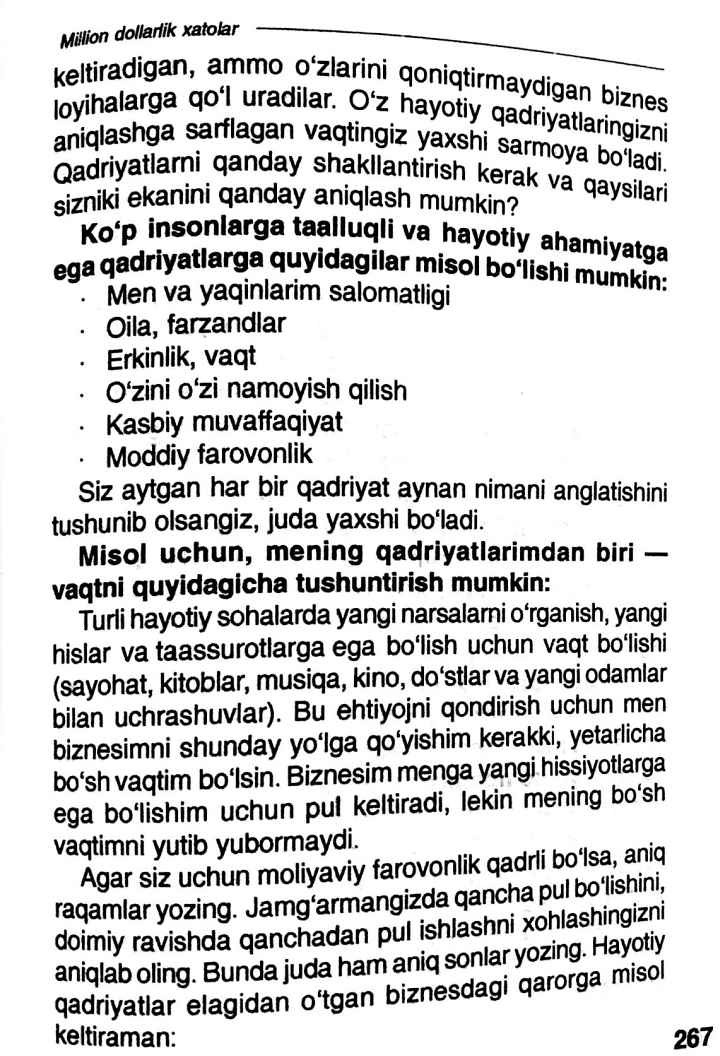 Million dollarlik xatolar
keltiradigan, ammo o‘zlarini qoniqtirmaydigan biznes
loyihalarga qo‘l uradilar. O‘z hayotiy qadriyatlaringizni
aniqlashga sarflagan vaqtingiz yaxshi sarmoya bo‘ladi.
Qadriyatlarni qanday shakllantirish kerak va qaysilari
sizniki ekanini qanday aniqlash mumkin?
Ko‘p insonlarga taalluqli va hayotiy ahamiyatga
ega qadriyatlarga quyidagilar misol bo‘lishi mumkin:
· Men va yaqinlarim salomatligi
· Oila, farzandlar
· Erkinlik, vaqt
· O‘zini o‘zi namoyish qilish
· Kasbiy muvaffaqiyat
· Moddiy farovonlik
Siz aytgan har bir qadriyat aynan nimani anglatishini
tushunib olsangiz, juda yaxshi bo‘ladi.
Misol uchun, mening qadriyatlarimdan biri —
vaqtni quyidagicha tushuntirish mumkin:
Turli hayotiy sohalarda yangi narsalarni o‘rganish, yangi
hislar va taassurotlarga ega bo‘lish uchun vaqt bo‘lishi
(sayohat, kitoblar, musiqa, kino, do‘stlar va yangi odamlar
bilan uchrashuvlar). Bu ehtiyojni qondirish uchun men
biznesimni shunday yo‘lga qo‘yishim kerakki, yetarlicha
bo‘sh vaqtim bo‘lsin. Biznesim menga yangi hissiyotlarga
ega bo‘lishim uchun pul keltiradi, lekin mening bo‘sh
vaqtimni yutib yubormaydi.
Agar siz uchun moliyaviy farovonlik qadrli bo‘lsa, aniq
raqamlar yozing. Jamg‘armangizda qancha pul bo‘lishini,
doimiy ravishda qanchadan pul ishlashni xohlashingizni
aniqlab oling. Bunda juda ham aniq sonlar yozing. Hayotiy
qadriyatlar elagidan o‘tgan biznesdagi qarorga misol
keltiraman:
267